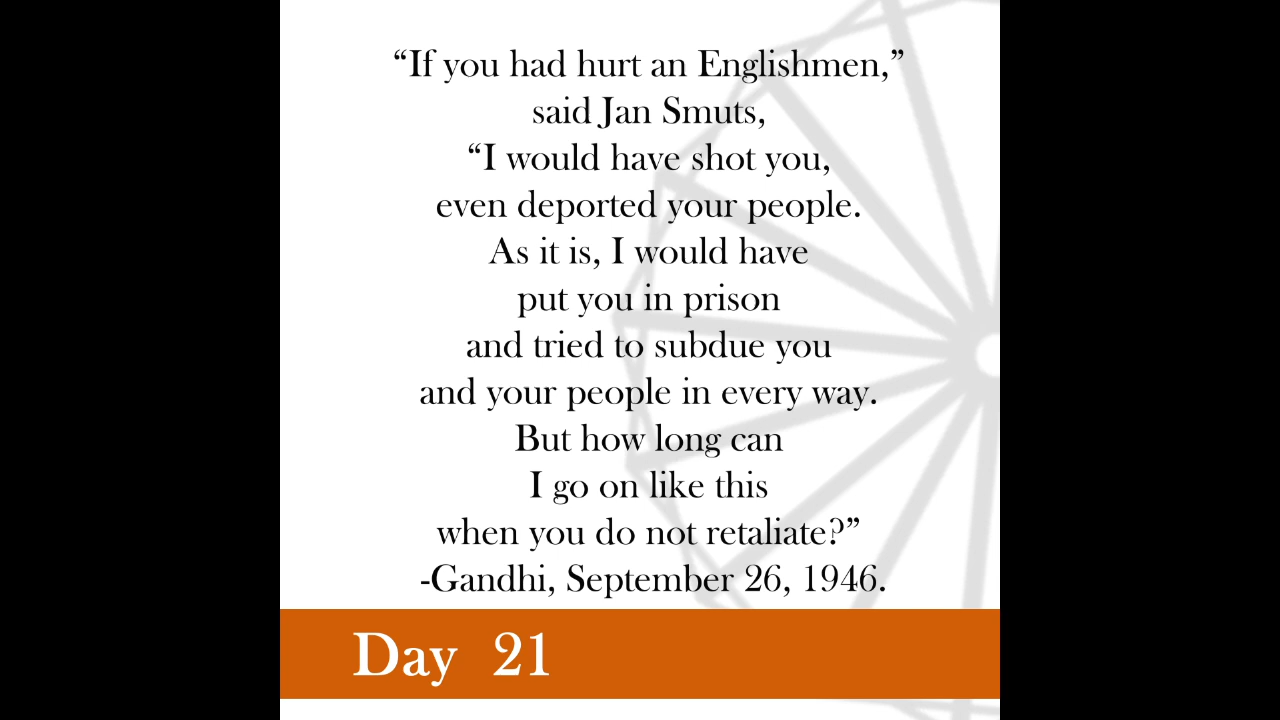 “If you had hurt an Englishmen,”
said Jan Smuts,
“I would have shot you,
even deported your people.
As it is, I would have
put you in prison
and tried to subdue you
and your people in every way.
But how long can
I go on like this
when you do not retaliate?”
-Gandhi, September 26, 1946.
Day 21